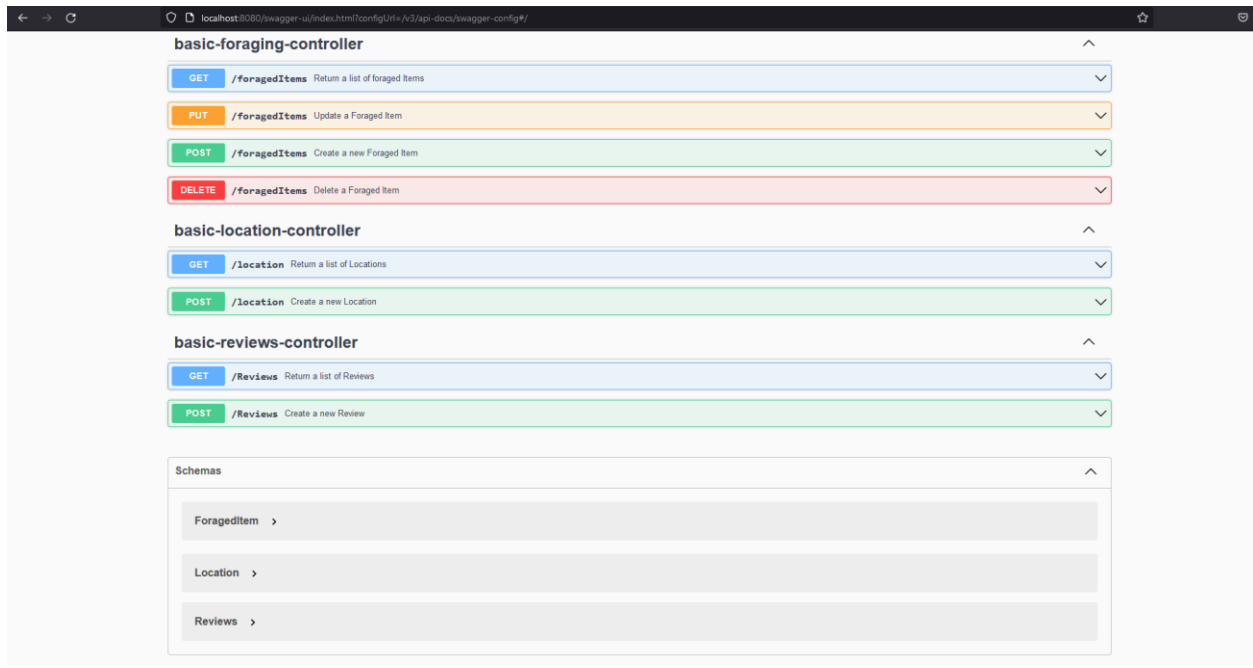 localhost:8080/swagger-ui/index.html?configUrl=/v3/api-docs/swagger-config#/
basic-foraging-controller
GET /foragedItems Return a list of foraged Items
PUT /foragedItems Update a Foraged Item
POST /foragedItems Create a new Foraged Item
DELETE /foragedItems Delete a Foraged Item
basic-location-controller
GET /location Return a list of Locations
POST /location Create a new Location
basic-reviews-controller
GET /Reviews Return a list of Reviews
POST /Reviews Create a new Review
Schemas
ForagedItem
Location
Reviews